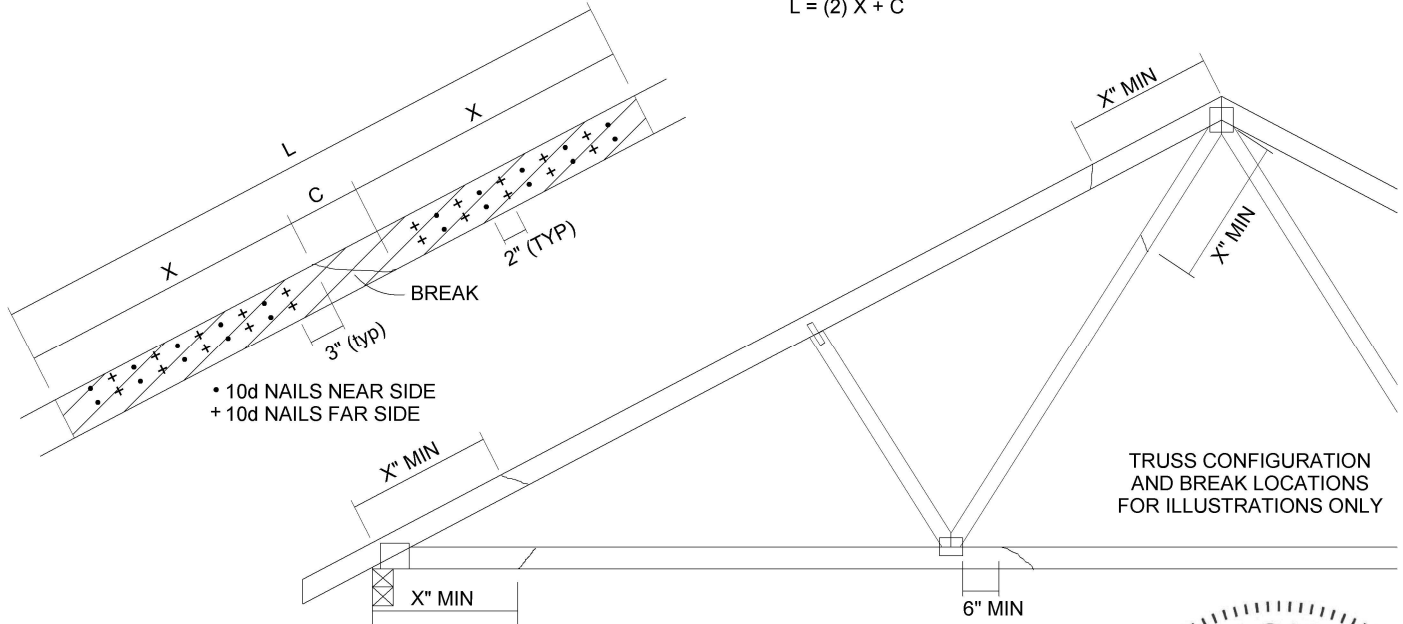 L = (2) X + C
X" MIN
L
X
C
X
2" (TYP)
BREAK
3" (typ)
• 10d NAILS NEAR SIDE
+ 10d NAILS FAR SIDE
X" MIN
X" MIN
TRUSS CONFIGURATION
AND BREAK LOCATIONS
FOR ILLUSTRATIONS ONLY
X" MIN
6" MIN